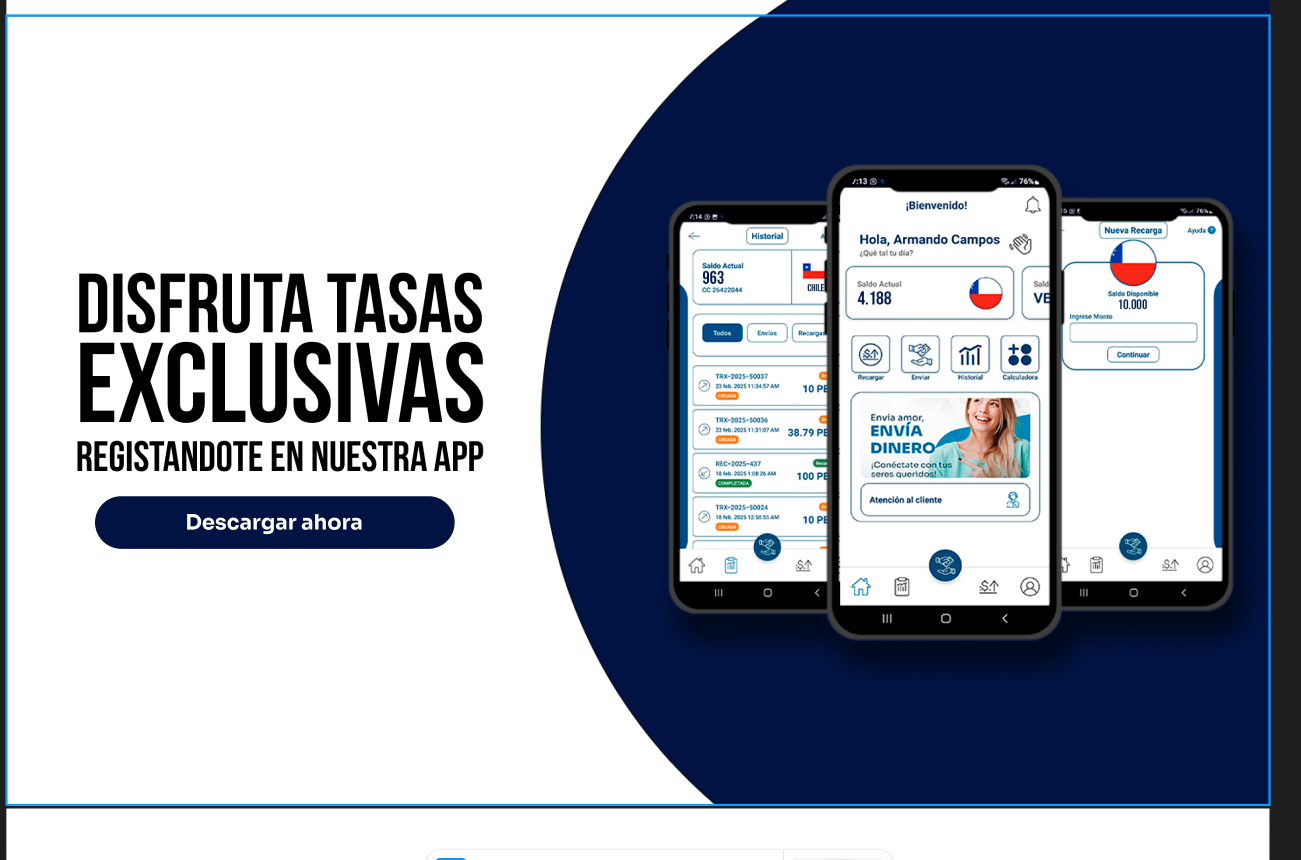 DISFRUTA TASAS
EXCLUSIVAS
REGISTANDOTE EN NUESTRA APP
Descargar ahora
7:14
Historial
Saldo Actual
963
CC 26422044
CHILE
Todos
Envíos
Recargas
TRX-2025-50037
23 feb. 2025 11:34:57 AM
CREADA
10 PE
TRX-2025-50036
23 feb. 2025 11:31:07 AM
CREADA
38.79 PE
REC-2025-437
18 feb. 2025 1:08:26 AM
COMPLETADA
100 PE
TRX-2025-50024
18 feb. 2025 12:58:55 AM
CREADA
10 PE
7:13
76%
¡Bienvenido!
Hola, Armando Campos
¿Qué tal tu día?
Saldo Actual
4.188
Sald
VE
Recargar
Enviar
Historial
Calculadora
Envía amor,
ENVÍA
DINERO
¡Conéctate con tus
seres queridos!
Atención al cliente
76%
Nueva Recarga
Ayuda ?
Saldo Disponible
10.000
Ingrese Monto
Continuar